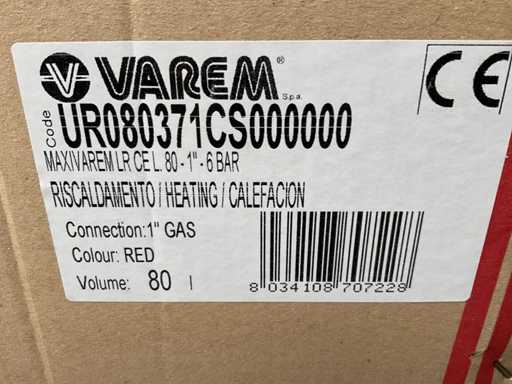 VAREM® S.p.a.
CE
Code UR080371CS000000
MAXIVAREM LR CE L. 80 - 1" - 6 BAR
RISCALDAMENTO / HEATING / CALEFACION
Connection:1" GAS
Colour: RED
Volume: 80 l
8 034108 707228